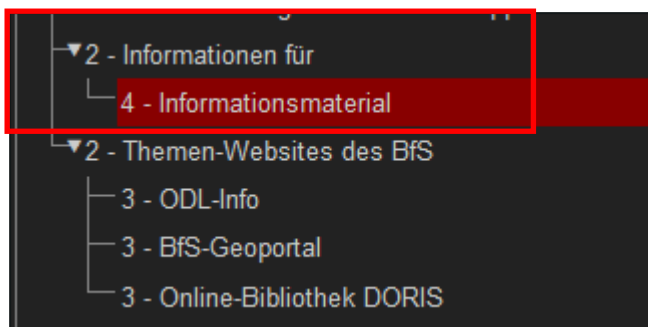 2 - Informationen für
4 - Informationsmaterial
2 - Themen-Websites des BfS
3 - ODL-Info
3 - BfS-Geoportal
3 - Online-Bibliothek DORIS